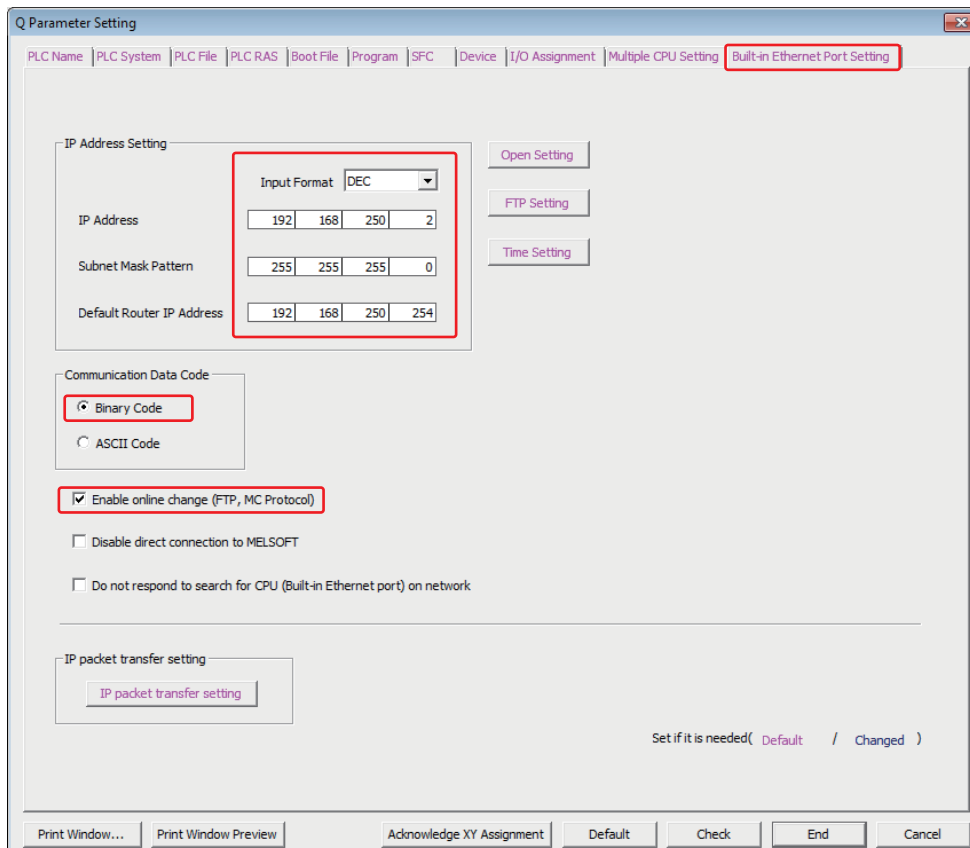 Q Parameter Setting
PLC Name PLC System PLC File PLC RAS Boot File Program SFC Device I/O Assignment Multiple CPU Setting Built-in Ethernet Port Setting
IP Address Setting
Input Format DEC
IP Address 192 168 250 2
Subnet Mask Pattern 255 255 255 0
Default Router IP Address 192 168 250 254
Open Setting
FTP Setting
Time Setting
Communication Data Code
Binary Code
ASCII Code
Enable online change (FTP, MC Protocol)
Disable direct connection to MELSOFT
Do not respond to search for CPU (Built-in Ethernet port) on network
IP packet transfer setting
IP packet transfer setting
Set if it is needed( Default / Changed )
Print Window... Print Window Preview Acknowledge XY Assignment Default Check End Cancel